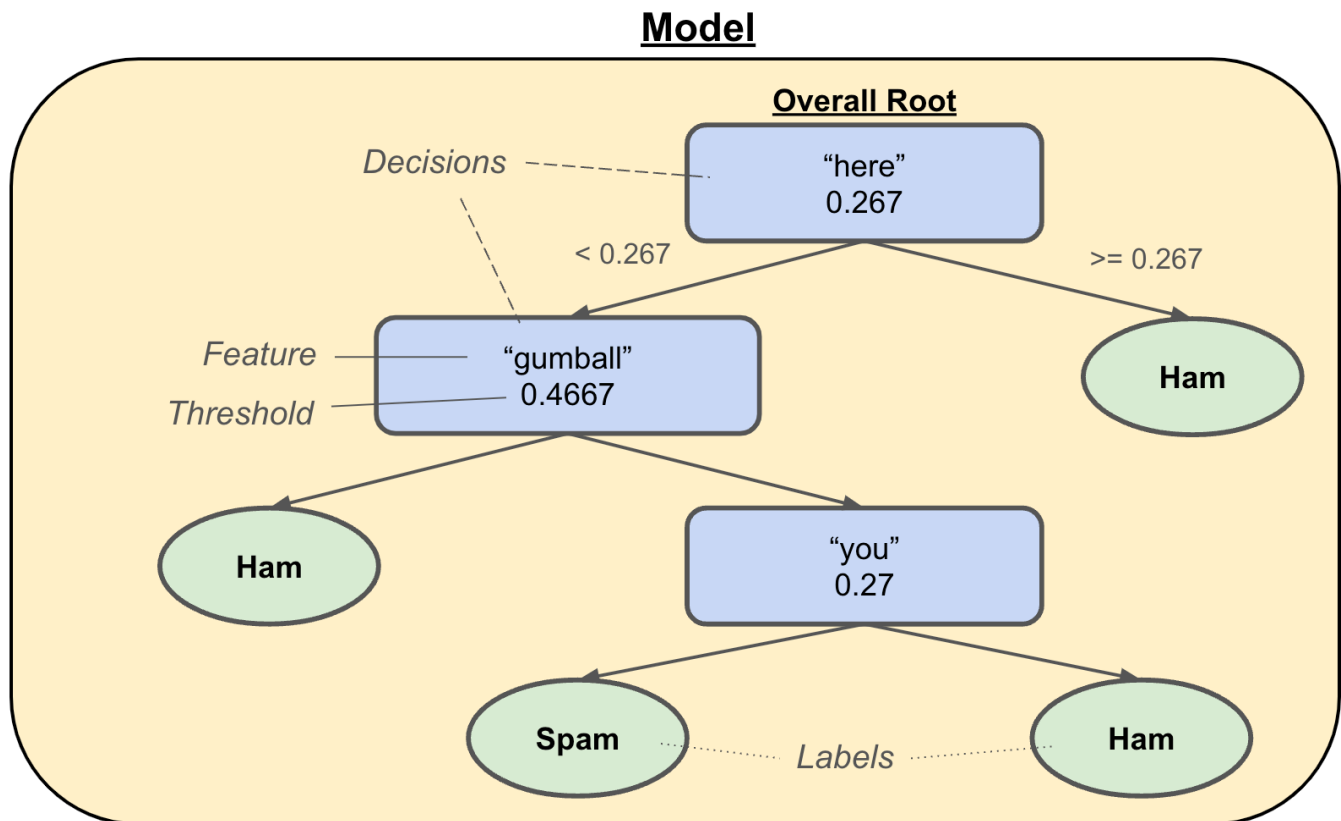 Model
Overall Root
Decisions
“here”
0.267
< 0.267
>= 0.267
Feature
“gumball”
Threshold
0.4667
Ham
Ham
“you”
0.27
Spam
Labels
Ham